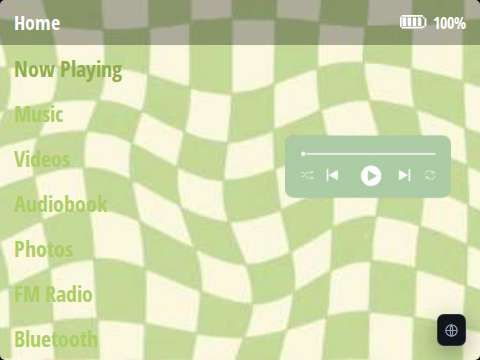 Home
100%
Now Playing
Music
Videos
Audiobook
Photos
FM Radio
Bluetooth